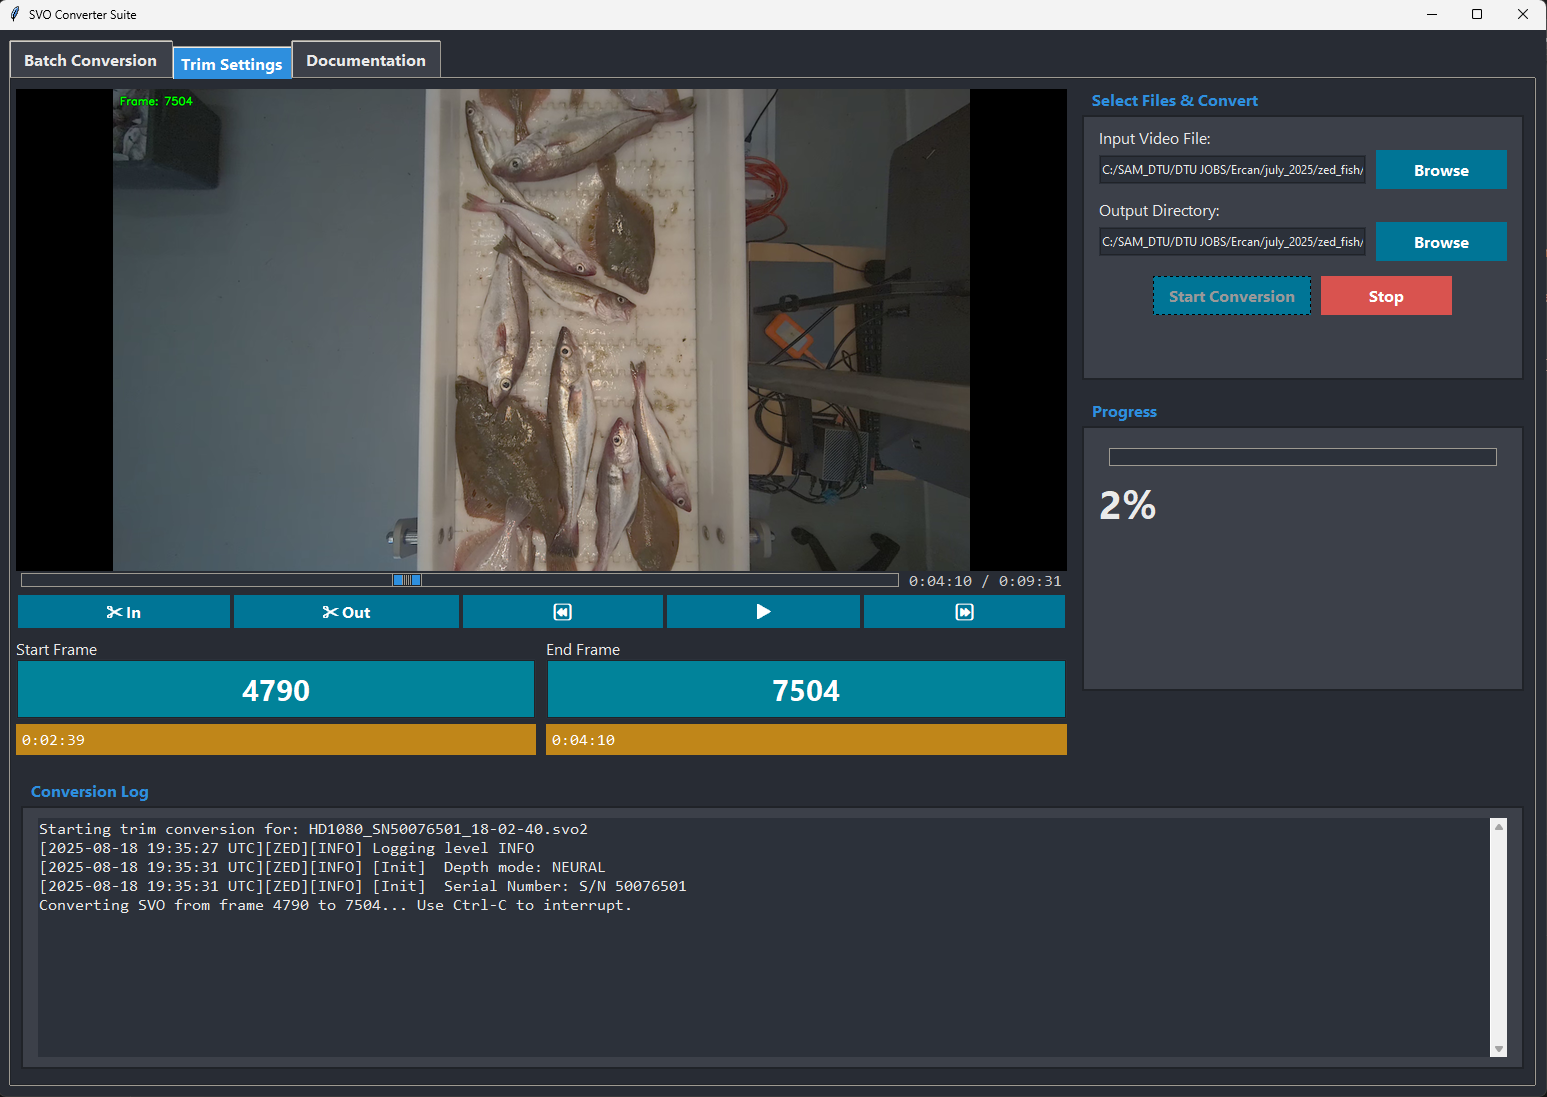 SVO Converter Suite
Batch Conversion
Trim Settings
Documentation
Frame: 7504
0:04:10 / 0:09:31
In
Out
Start Frame
4790
0:02:39
End Frame
7504
0:04:10
Select Files & Convert
Input Video File:
C:/SAM_DTU/DTU JOBS/Ercan/july_2025/zed_fish/
Browse
Output Directory:
C:/SAM_DTU/DTU JOBS/Ercan/july_2025/zed_fish/
Browse
Start Conversion
Stop
Progress
2%
Conversion Log
Starting trim conversion for: HD1080_SN50076501_18-02-40.svo2
[2025-08-18 19:35:27 UTC][ZED][INFO] Logging level INFO
[2025-08-18 19:35:31 UTC][ZED][INFO] [Init]  Depth mode: NEURAL
[2025-08-18 19:35:31 UTC][ZED][INFO] [Init]  Serial Number: S/N 50076501
Converting SVO from frame 4790 to 7504... Use Ctrl-C to interrupt.